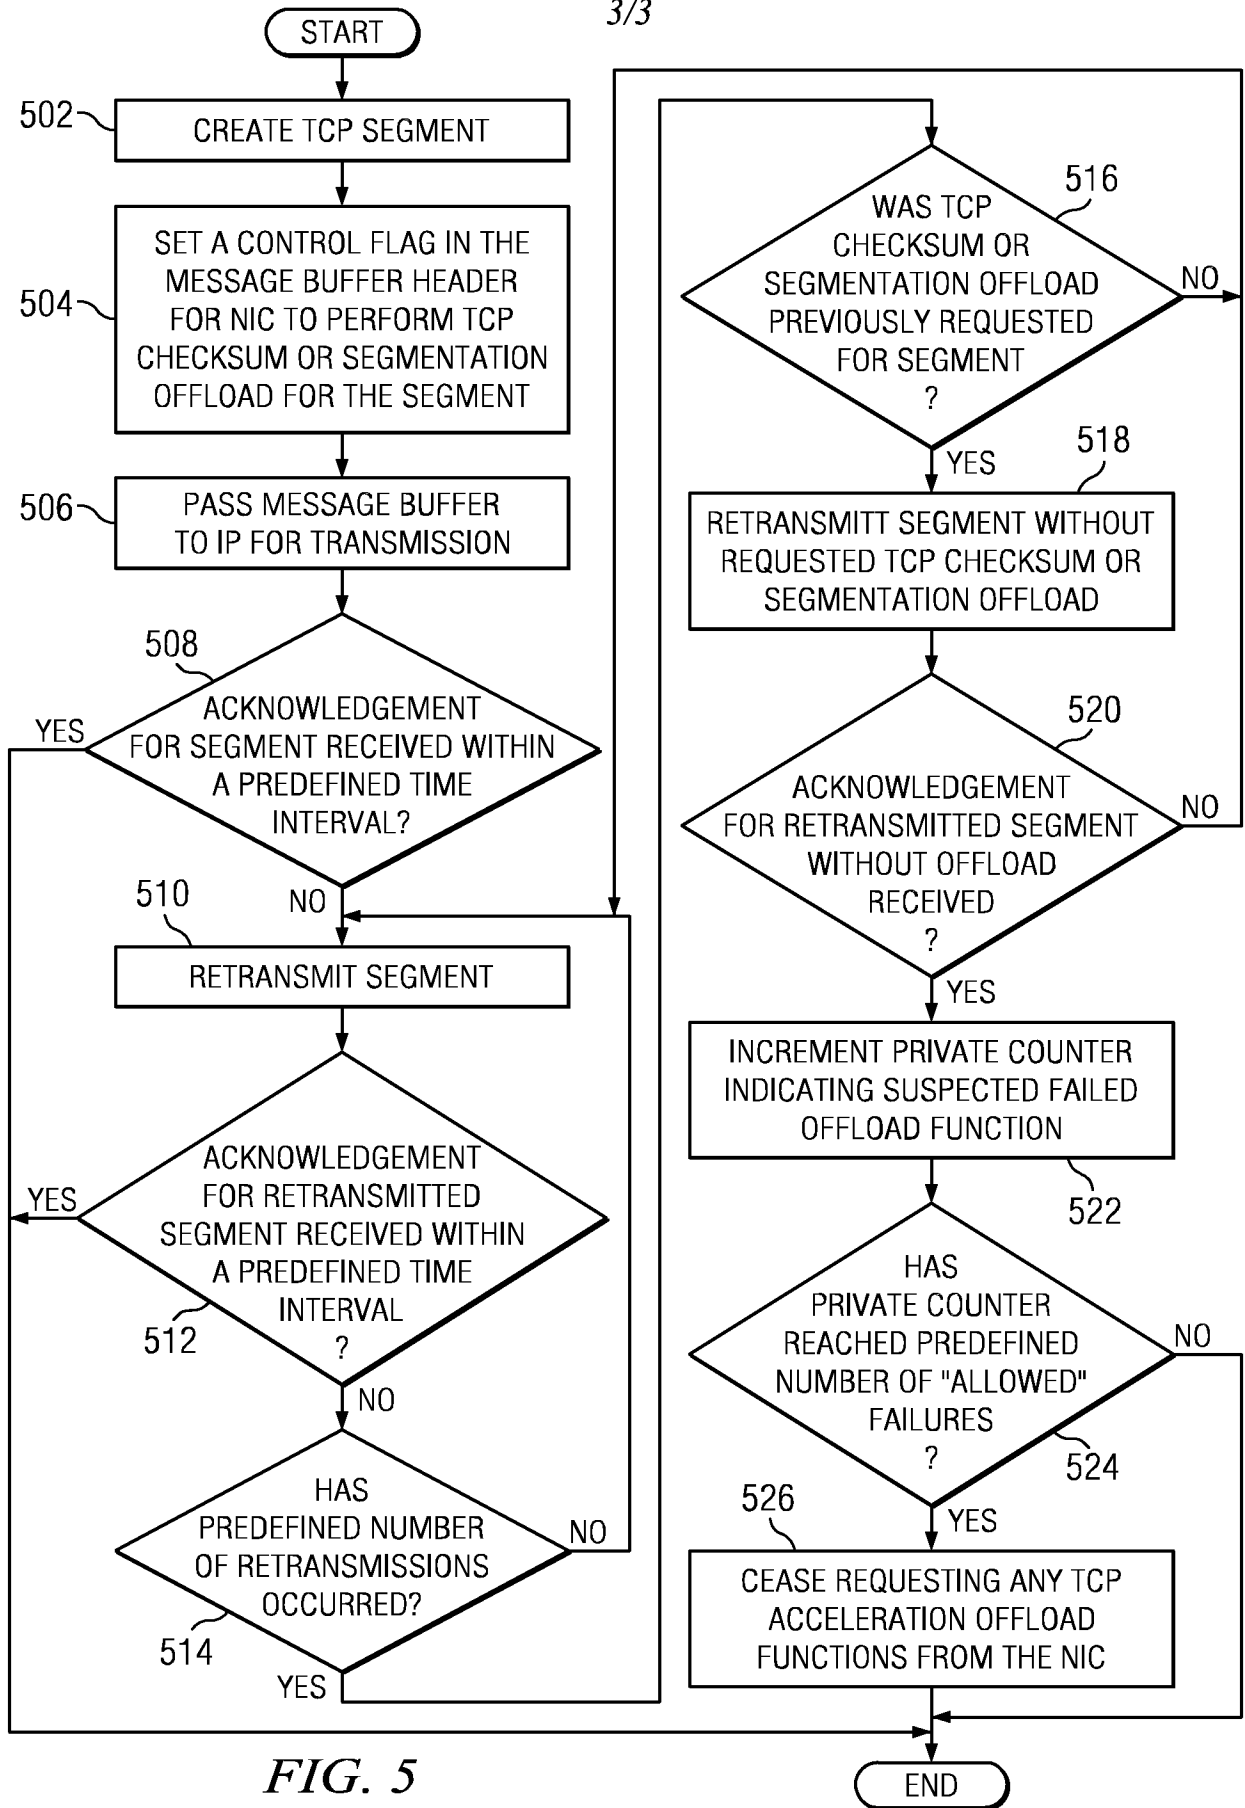 3/3
START
502
CREATE TCP SEGMENT
504
SET A CONTROL FLAG IN THE
MESSAGE BUFFER HEADER
FOR NIC TO PERFORM TCP
CHECKSUM OR SEGMENTATION
OFFLOAD FOR THE SEGMENT
506
PASS MESSAGE BUFFER
TO IP FOR TRANSMISSION
508
YES
ACKNOWLEDGEMENT
FOR SEGMENT RECEIVED WITHIN
A PREDEFINED TIME
INTERVAL?
NO
510
RETRANSMIT SEGMENT
YES
ACKNOWLEDGEMENT
FOR RETRANSMITTED
SEGMENT RECEIVED WITHIN
A PREDEFINED TIME
INTERVAL
?
512
NO
HAS
PREDEFINED NUMBER
OF RETRANSMISSIONS
OCCURRED?
NO
514
YES
516
WAS TCP
CHECKSUM OR
SEGMENTATION OFFLOAD
PREVIOUSLY REQUESTED
FOR SEGMENT
?
NO
YES
518
RETRANSMITT SEGMENT WITHOUT
REQUESTED TCP CHECKSUM OR
SEGMENTATION OFFLOAD
520
ACKNOWLEDGEMENT
FOR RETRANSMITTED SEGMENT
WITHOUT OFFLOAD
RECEIVED
?
NO
YES
INCREMENT PRIVATE COUNTER
INDICATING SUSPECTED FAILED
OFFLOAD FUNCTION
522
HAS
PRIVATE COUNTER
REACHED PREDEFINED
NUMBER OF "ALLOWED"
FAILURES
?
NO
524
YES
526
CEASE REQUESTING ANY TCP
ACCELERATION OFFLOAD
FUNCTIONS FROM THE NIC
END
FIG. 5